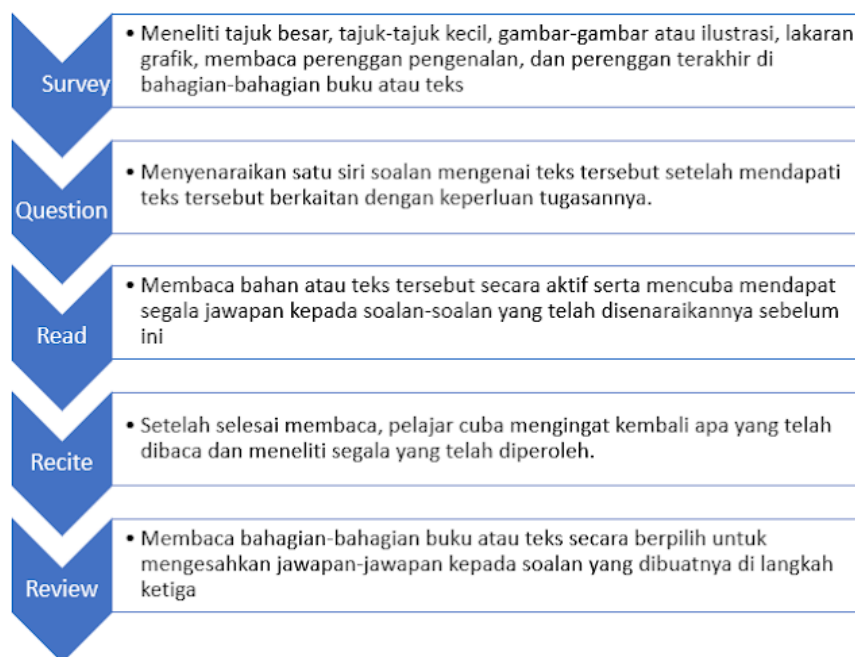 Survey
• Meneliti tajuk besar, tajuk-tajuk kecil, gambar-gambar atau ilustrasi, lakaran
grafik, membaca perenggan pengenalan, dan perenggan terakhir di
bahagian-bahagian buku atau teks
Question
• Menyenaraikan satu siri soalan mengenai teks tersebut setelah mendapati
teks tersebut berkaitan dengan keperluan tugasannya.
Read
• Membaca bahan atau teks tersebut secara aktif serta mencuba mendapat
segala jawapan kepada soalan-soalan yang telah disenaraikannya sebelum
ini
Recite
• Setelah selesai membaca, pelajar cuba mengingat kembali apa yang telah
dibaca dan meneliti segala yang telah diperoleh.
Review
• Membaca bahagian-bahagian buku atau teks secara berpilih untuk
mengesahkan jawapan-jawapan kepada soalan yang dibuatnya di langkah
ketiga